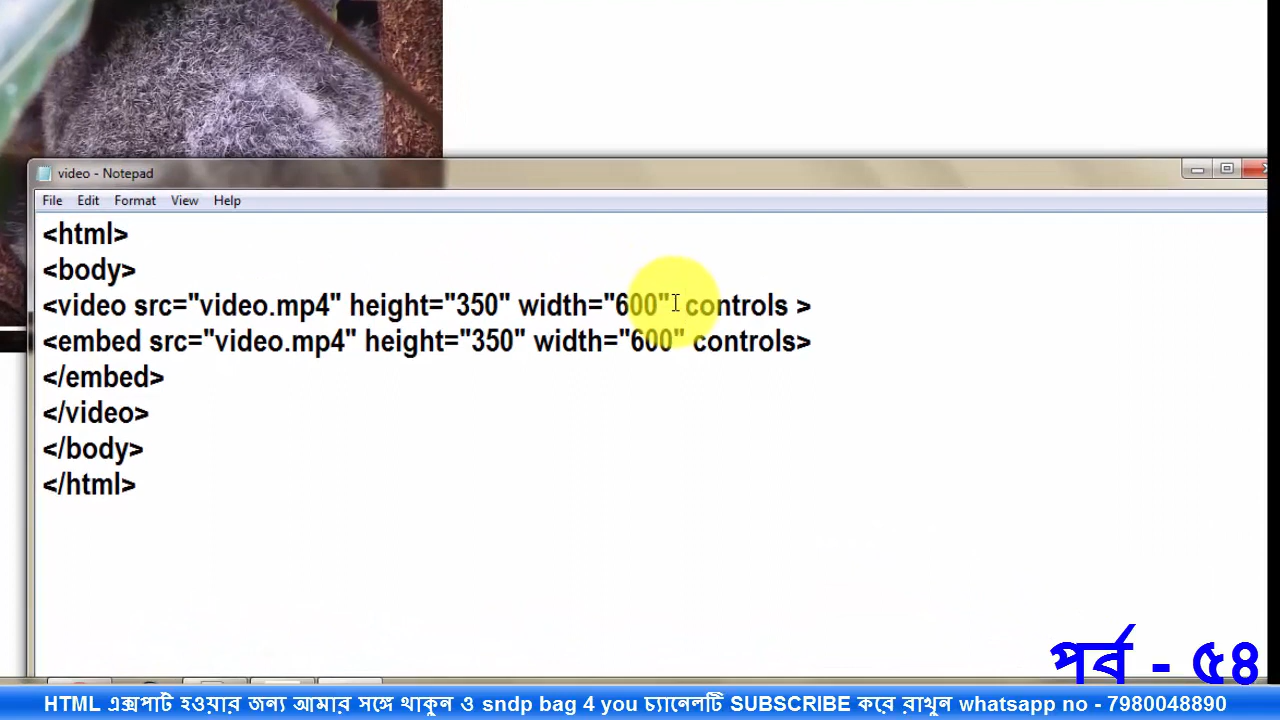 video - Notepad
File Edit Format View Help
<html>
<body>
<video src="video.mp4" height="350" width="600" controls >
<embed src="video.mp4" height="350" width="600" controls>
</embed>
</video>
</body>
</html>
পর্ব - ৫৪
HTML এক্সপার্ট হওয়ার জন্য আমার সঙ্গে থাকুন ও sndp bag 4 you চ্যানেলটি SUBSCRIBE করে রাখুন whatsapp no - 7980048890